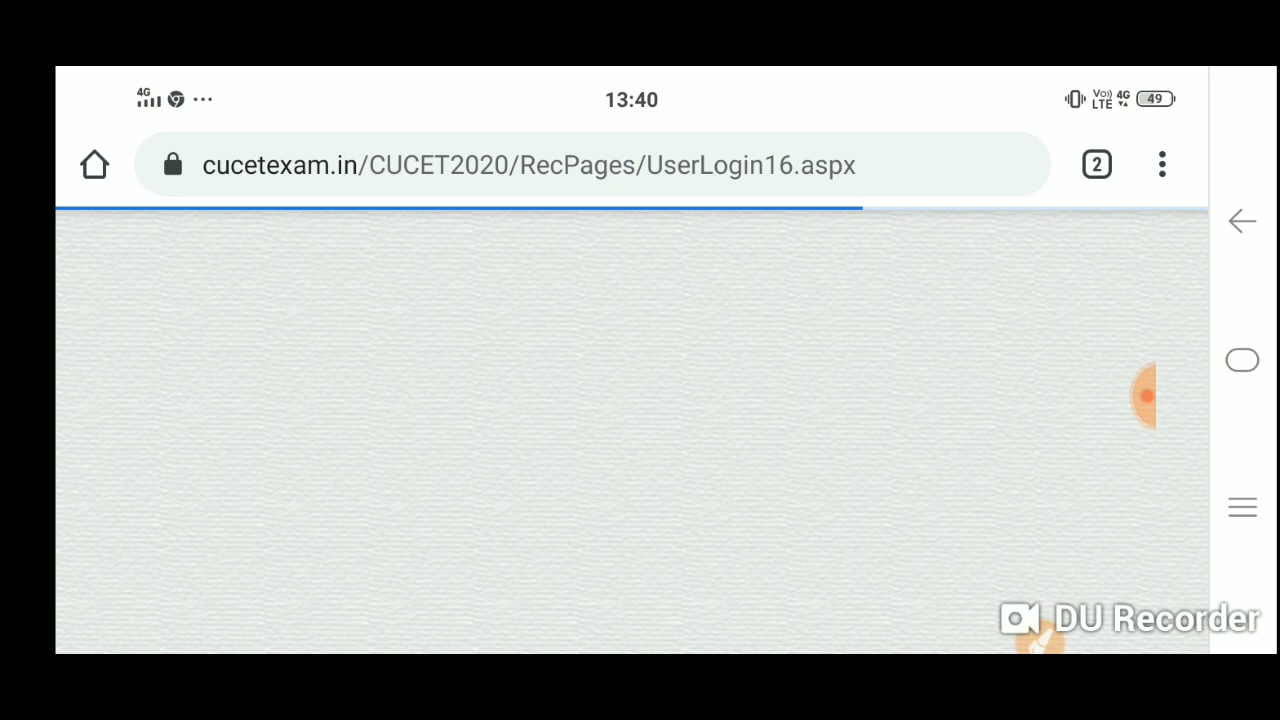 4G 13:40 Vo)) LTE 4G 49
cucetexam.in/CUCET2020/RecPages/UserLogin16.aspx 2
DU Recorder